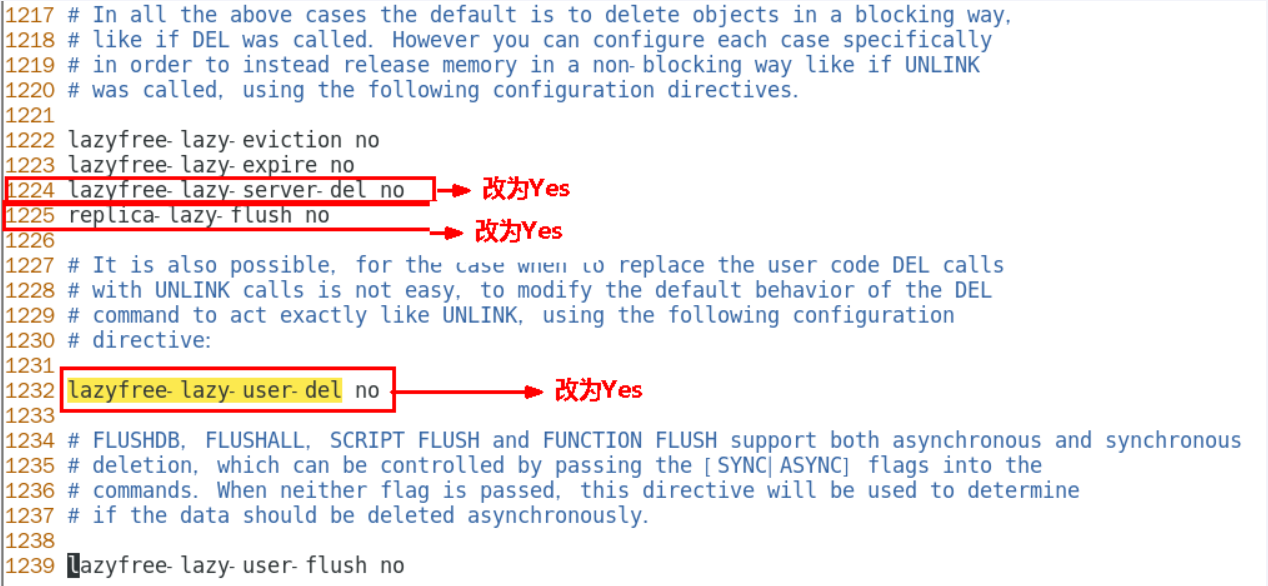 1217 # In all the above cases the default is to delete objects in a blocking way,
1218 # like if DEL was called. However you can configure each case specifically
1219 # in order to instead release memory in a non-blocking way like if UNLINK
1220 # was called, using the following configuration directives.
1221
1222 lazyfree-lazy-eviction no
1223 lazyfree-lazy-expire no
1224 lazyfree-lazy-server-del no 改为Yes
1225 replica-lazy-flush no
改为Yes
1226
1227 # It is also possible, for the case when to replace the user code DEL calls
1228 # with UNLINK calls is not easy, to modify the default behavior of the DEL
1229 # command to act exactly like UNLINK, using the following configuration
1230 # directive:
1231
1232 lazyfree-lazy-user-del no 改为Yes
1233
1234 # FLUSHDB, FLUSHALL, SCRIPT FLUSH and FUNCTION FLUSH support both asynchronous and synchronous
1235 # deletion, which can be controlled by passing the [SYNC|ASYNC] flags into the
1236 # commands. When neither flag is passed, this directive will be used to determine
1237 # if the data should be deleted asynchronously.
1238
1239 lazyfree-lazy-user-flush no